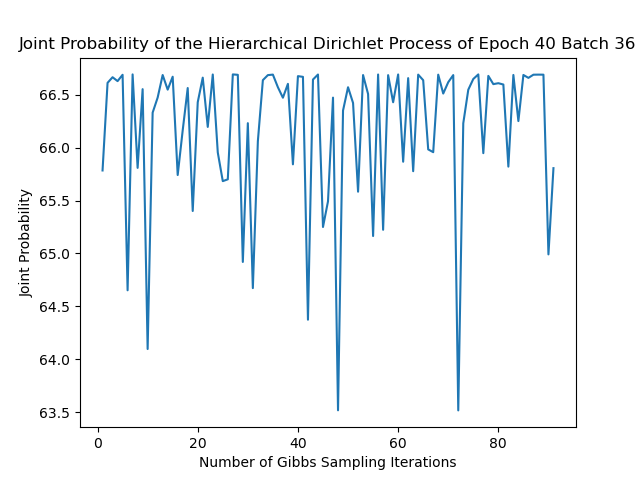 Joint Probability of the Hierarchical Dirichlet Process of Epoch 40 Batch 36
66.5
66.0
65.5
65.0
64.5
64.0
63.5
Joint Probability
0 20 40 60 80
Number of Gibbs Sampling Iterations